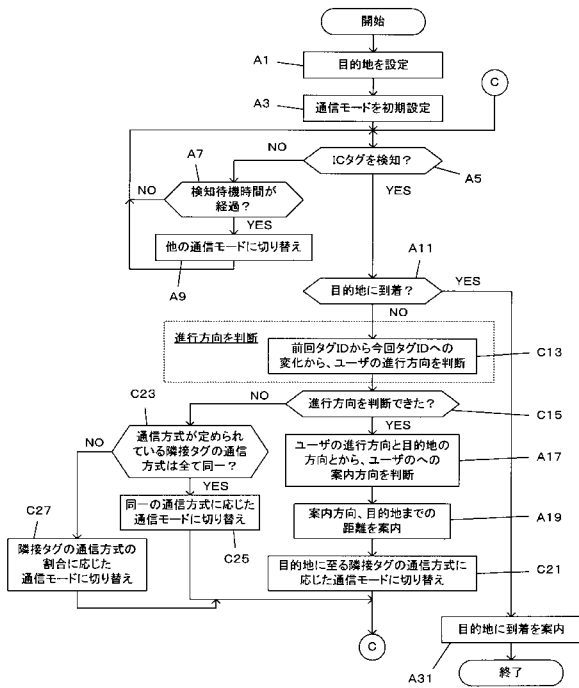 開始
A1
目的地を設定
C
A3
通信モードを初期設定
NO
ICタグを検知?
A5
A7
YES
NO
検知待機時間が
経過?
YES
他の通信モードに切り替え
A9
A11
目的地に到着?
YES
NO
進行方向を判断
前回タグIDから今回タグIDへの
変化から、ユーザの進行方向を判断
C13
NO
進行方向を判断できた?
C15
C23
YES
通信方式が定められ
ている隣接タグの通信
方式は全て同一?
NO
ユーザの進行方向と目的地の
方向とから、ユーザのへの
案内方向を判断
A17
YES
同一の通信方式に応じた
通信モードに切り替え
C25
案内方向、目的地までの
距離を案内
A19
C27
隣接タグの通信方式の
割合に応じた
通信モードに切り替え
目的地に至る隣接タグの通信方式に
応じた通信モードに切り替え
C21
C
目的地に到着を案内
A31
終了